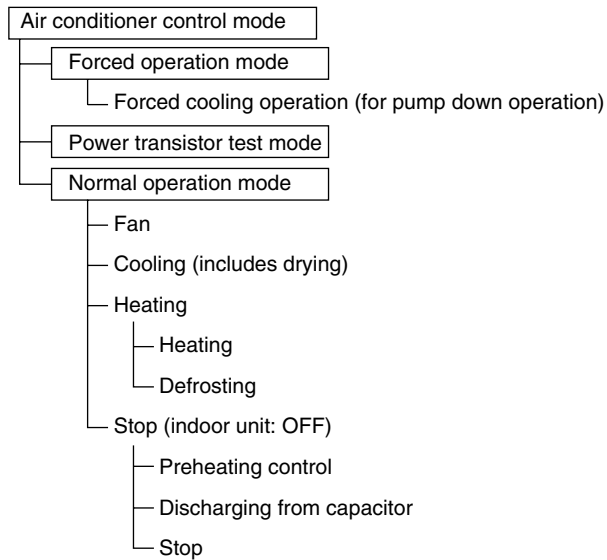 Air conditioner control mode
Forced operation mode
Forced cooling operation (for pump down operation)
Power transistor test mode
Normal operation mode
Fan
Cooling (includes drying)
Heating
Heating
Defrosting
Stop (indoor unit: OFF)
Preheating control
Discharging from capacitor
Stop